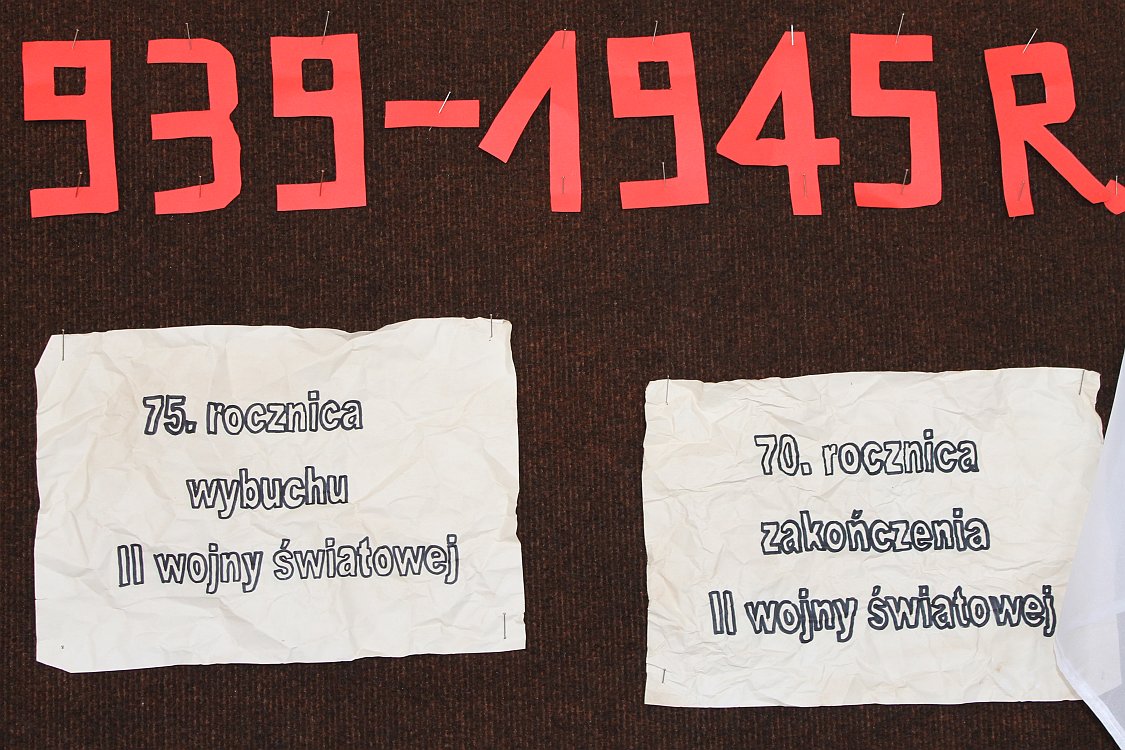 939-1945 R.
75. rocznica
wybuchu
II wojny światowej
70. rocznica
zakończenia
II wojny światowej